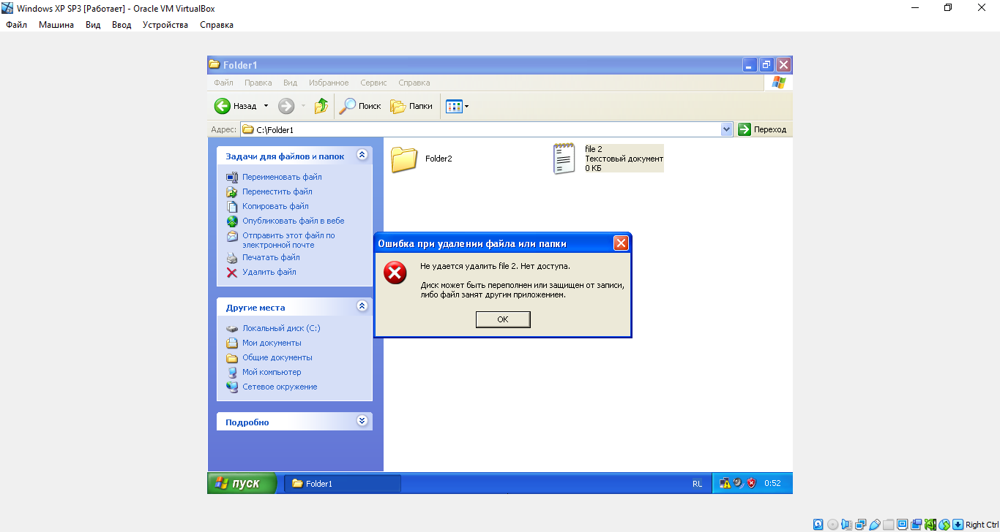 Windows XP SP3 [Работает] - Oracle VM VirtualBox
Файл Машина Вид Ввод Устройства Справка
Folder1
Файл Правка Вид Избранное Сервис Справка
Назад Поиск Папки
Адрес: C:\Folder1 Переход
Задачи для файлов и папок
Переименовать файл
Переместить файл
Копировать файл
Опубликовать файл в вебе
Отправить этот файл по
электронной почте
Печатать файл
Удалить файл
Другие места
Локальный диск (C:)
Мои документы
Общие документы
Мой компьютер
Сетевое окружение
Подробно
Folder2
file 2
Текстовый документ
0 КБ
Ошибка при удалении файла или папки
Не удается удалить file 2. Нет доступа.
Диск может быть переполнен или защищен от записи,
либо файл занят другим приложением.
ОК
пуск Folder1 RL 0:52
Right Ctrl